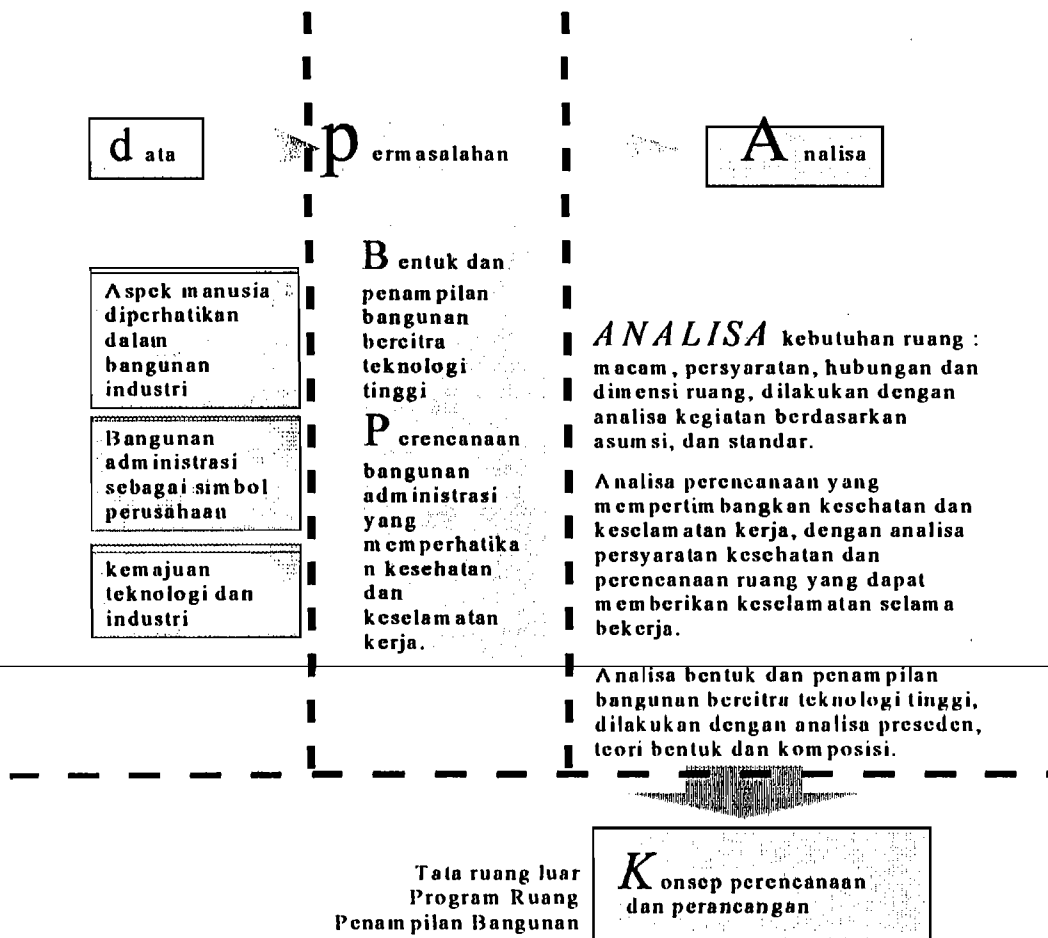 data
Permasalahan
Analisa
Aspek manusia
diperhatikan
dalam
bangunan
industri
Bangunan
administrasi
sebagai simbol
perusahaan
kemajuan
teknologi dan
industri
Bentuk dan
penampilan
bangunan
bercitra
teknologi
tinggi
Perencanaan
bangunan
administrasi
yang
memperhatika
n kesehatan
dan
keselamatan
kerja.
ANALISA kebutuhan ruang :
macam, persyaratan, hubungan dan
dimensi ruang, dilakukan dengan
analisa kegiatan berdasarkan
asumsi, dan standar.
Analisa perencanaan yang
mempertimbangkan kesehatan dan
keselamatan kerja, dengan analisa
persyaratan kesehatan dan
perencanaan ruang yang dapat
memberikan keselamatan selama
bekerja.
Analisa bentuk dan penampilan
bangunan bercitra teknologi tinggi,
dilakukan dengan analisa preseden,
teori bentuk dan komposisi.
Tata ruang luar
Program Ruang
Penampilan Bangunan
Konsep perencanaan
dan perancangan